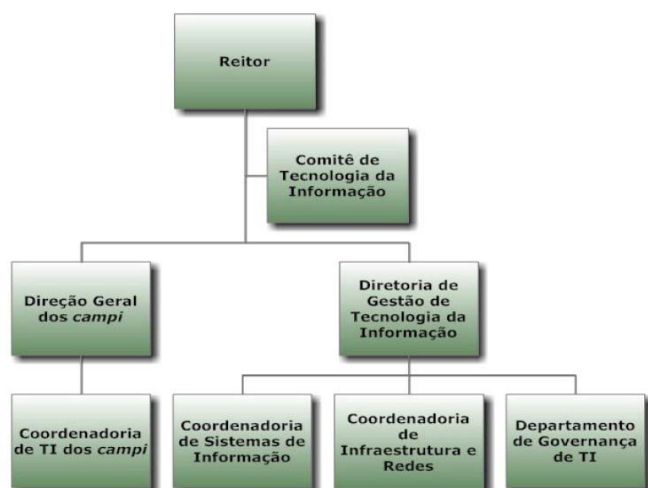 Reitor
Comitê de
Tecnologia da
Informação
Direção Geral
dos campi
Diretoria de
Gestão de
Tecnologia da
Informação
Coordenadoria
de TI dos campi
Coordenadoria
de Sistemas de
Informação
Coordenadoria
de
Infraestrutura e
Redes
Departamento
de Governança
de TI